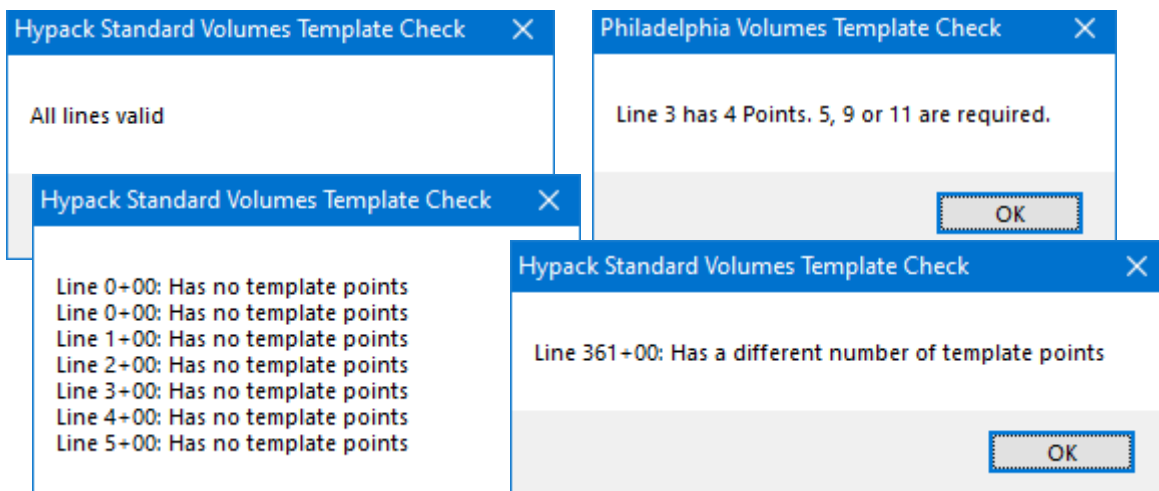 Hypack Standard Volumes Template Check
All lines valid
Philadelphia Volumes Template Check
Line 3 has 4 Points. 5, 9 or 11 are required.
OK
Hypack Standard Volumes Template Check
Line 0+00: Has no template points
Line 0+00: Has no template points
Line 1+00: Has no template points
Line 2+00: Has no template points
Line 3+00: Has no template points
Line 4+00: Has no template points
Line 5+00: Has no template points
Hypack Standard Volumes Template Check
Line 361+00: Has a different number of template points
OK